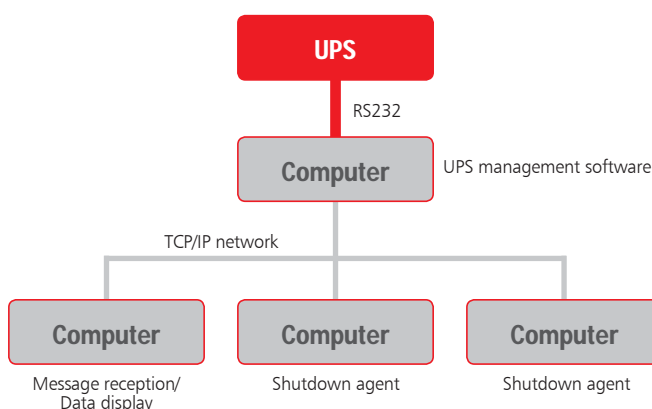 UPS
RS232
Computer
UPS management software
TCP/IP network
Computer
Computer
Computer
Message reception/
Data display
Shutdown agent
Shutdown agent